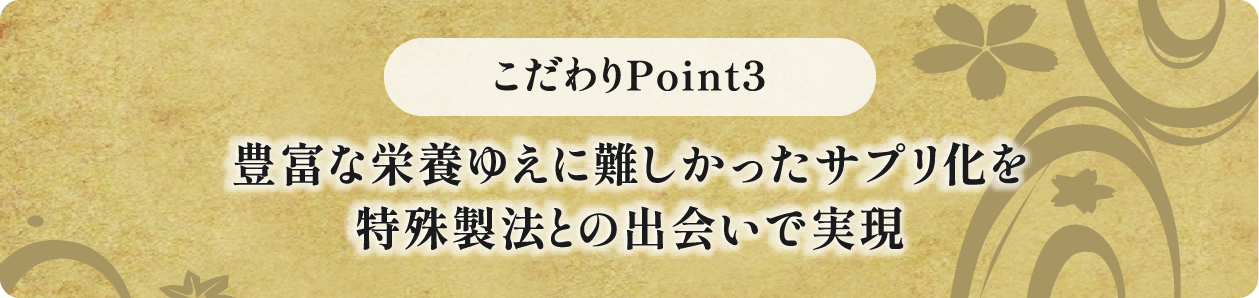 こだわりPoint3
豊富な栄養ゆえに難しかったサプリ化を
特殊製法との出会いで実現